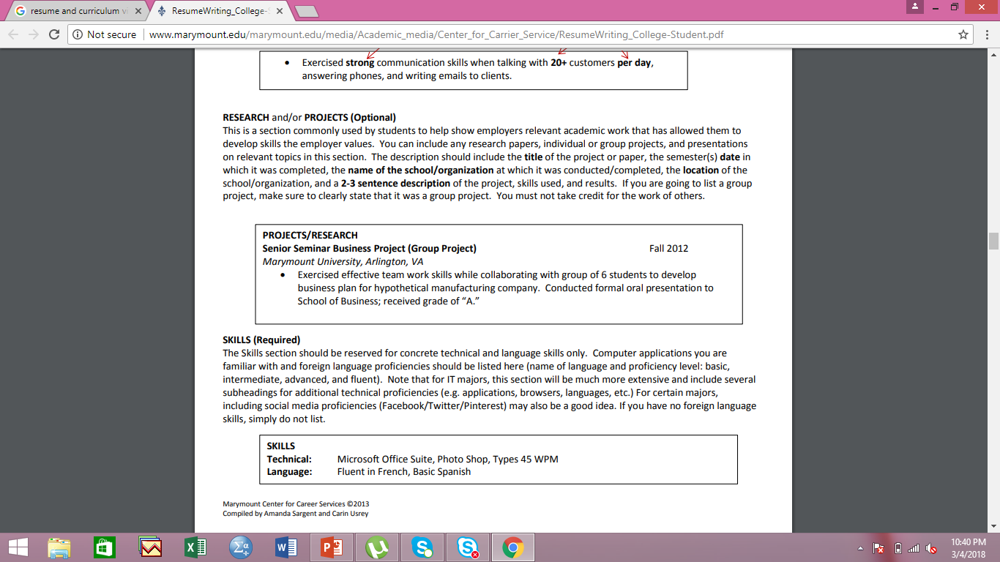 resume and curriculum vi
ResumeWriting_College-S
Not secure
www.marymount.edu/marymount.edu/media/Academic_media/Center_for_Carrier_Service/ResumeWriting_College-Student.pdf
• Exercised strong communication skills when talking with 20+ customers per day,
answering phones, and writing emails to clients.
RESEARCH and/or PROJECTS (Optional)
This is a section commonly used by students to help show employers relevant academic work that has allowed them to
develop skills the employer values. You can include any research papers, individual or group projects, and presentations
on relevant topics in this section. The description should include the title of the project or paper, the semester(s) date in
which it was completed, the name of the school/organization at which it was conducted/completed, the location of the
school/organization, and a 2-3 sentence description of the project, skills used, and results. If you are going to list a group
project, make sure to clearly state that it was a group project. You must not take credit for the work of others.
PROJECTS/RESEARCH
Senior Seminar Business Project (Group Project) Fall 2012
Marymount University, Arlington, VA
• Exercised effective team work skills while collaborating with group of 6 students to develop
business plan for hypothetical manufacturing company. Conducted formal oral presentation to
School of Business; received grade of “A.”
SKILLS (Required)
The Skills section should be reserved for concrete technical and language skills only. Computer applications you are
familiar with and foreign language proficiencies should be listed here (name of language and proficiency level: basic,
intermediate, advanced, and fluent). Note that for IT majors, this section will be much more extensive and include several
subheadings for additional technical proficiencies (e.g. applications, browsers, languages, etc.) For certain majors,
including social media proficiencies (Facebook/Twitter/Pinterest) may also be a good idea. If you have no foreign language
skills, simply do not list.
SKILLS
Technical: Microsoft Office Suite, Photo Shop, Types 45 WPM
Language: Fluent in French, Basic Spanish
Marymount Center for Career Services ©2013
Compiled by Amanda Sargent and Carin Usrey
10:40 PM
3/4/2018